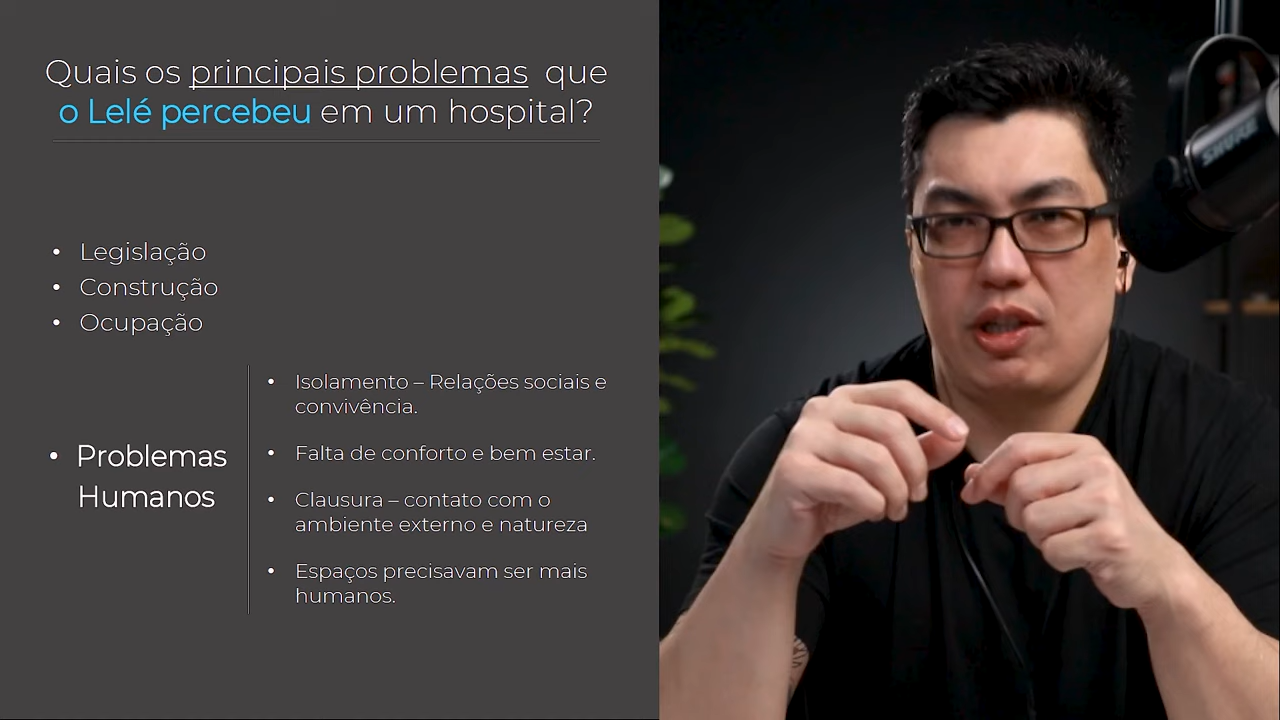 Quais os principais problemas que
o Lelé percebeu em um hospital?
• Legislação
• Construção
• Ocupação
• Problemas
Humanos
• Isolamento – Relações sociais e
convivência.
• Falta de conforto e bem estar.
• Clausura – contato com o
ambiente externo e natureza
• Espaços precisavam ser mais
humanos.
SHURE